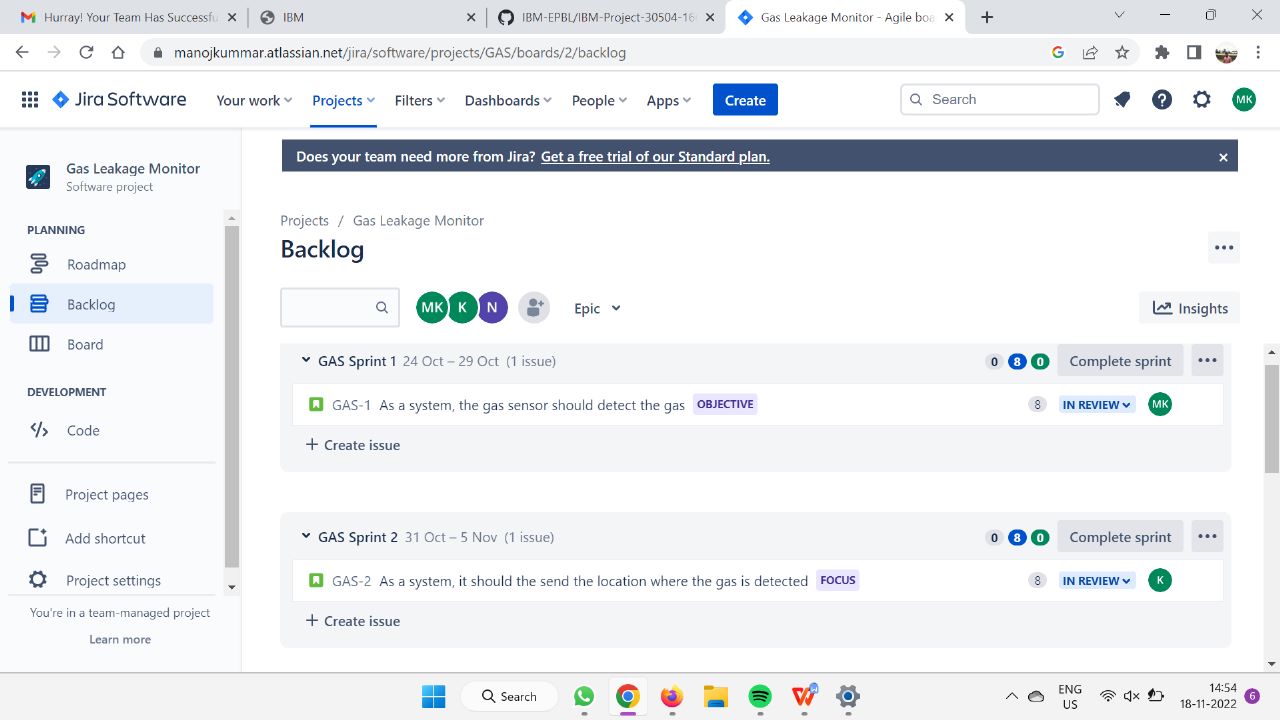 Hurray! Your Team Has Successfu
IBM
IBM-EPBL/IBM-Project-30504-16
Gas Leakage Monitor - Agile boa
manojkummar.atlassian.net/jira/software/projects/GAS/boards/2/backlog
Jira Software
Your work
Projects
Filters
Dashboards
People
Apps
Create
Search
MK
Does your team need more from Jira? Get a free trial of our Standard plan.
Gas Leakage Monitor
Software project
PLANNING
Roadmap
Backlog
Board
DEVELOPMENT
Code
Project pages
Add shortcut
Project settings
You're in a team-managed project
Learn more
Projects / Gas Leakage Monitor
Backlog
MK K N
Epic
Insights
GAS Sprint 1 24 Oct – 29 Oct (1 issue) 0 8 0 Complete sprint
GAS-1 As a system, the gas sensor should detect the gas OBJECTIVE 8 IN REVIEW MK
+ Create issue
GAS Sprint 2 31 Oct – 5 Nov (1 issue) 0 8 0 Complete sprint
GAS-2 As a system, it should the send the location where the gas is detected FOCUS 8 IN REVIEW K
+ Create issue
Search
ENG
US
14:54
18-11-2022
6